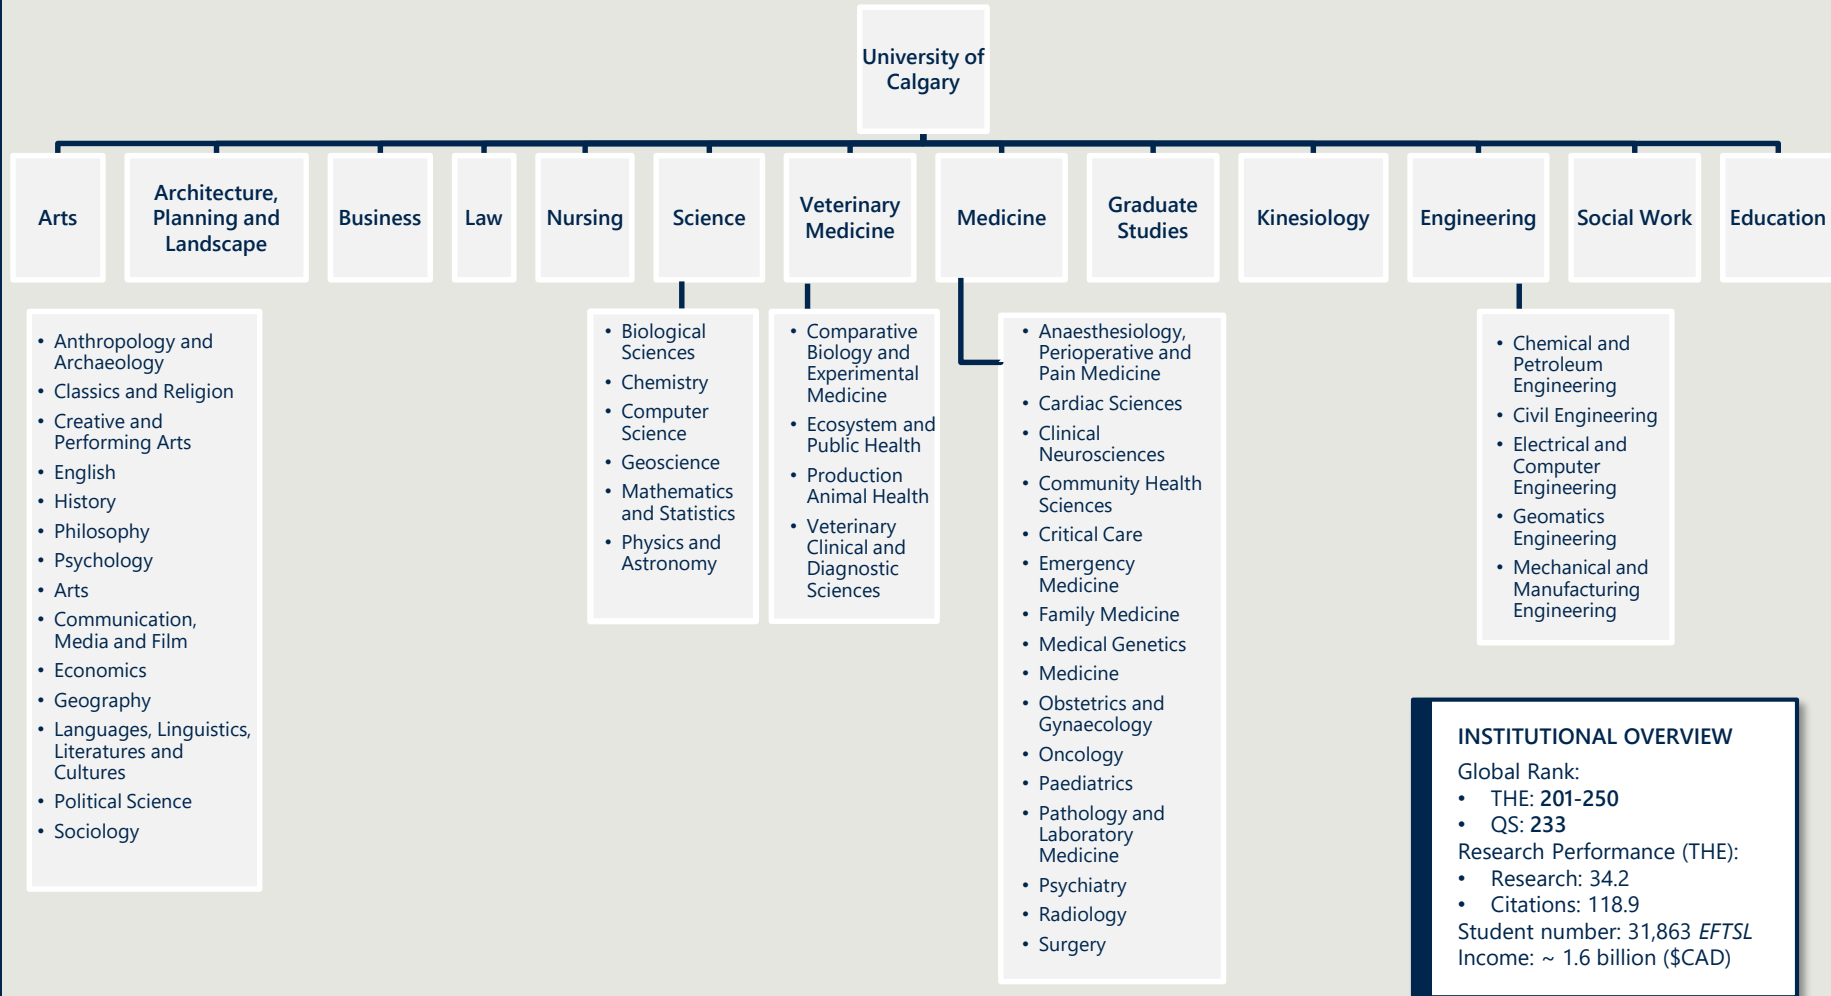 University of
Calgary
Arts
Architecture,
Planning and
Landscape
Business
Law
Nursing
Science
Veterinary
Medicine
Medicine
Graduate
Studies
Kinesiology
Engineering
Social Work
Education
• Anthropology and
Archaeology
• Classics and Religion
• Creative and
Performing Arts
• English
• History
• Philosophy
• Psychology
• Arts
• Communication,
Media and Film
• Economics
• Geography
• Languages, Linguistics,
Literatures and
Cultures
• Political Science
• Sociology
• Biological
Sciences
• Chemistry
• Computer
Science
• Geoscience
• Mathematics
and Statistics
• Physics and
Astronomy
• Comparative
Biology and
Experimental
Medicine
• Ecosystem and
Public Health
• Production
Animal Health
• Veterinary
Clinical and
Diagnostic
Sciences
• Anaesthesiology,
Perioperative and
Pain Medicine
• Cardiac Sciences
• Clinical
Neurosciences
• Community Health
Sciences
• Critical Care
• Emergency
Medicine
• Family Medicine
• Medical Genetics
• Medicine
• Obstetrics and
Gynaecology
• Oncology
• Paediatrics
• Pathology and
Laboratory
Medicine
• Psychiatry
• Radiology
• Surgery
• Chemical and
Petroleum
Engineering
• Civil Engineering
• Electrical and
Computer
Engineering
• Geomatics
Engineering
• Mechanical and
Manufacturing
Engineering
INSTITUTIONAL OVERVIEW
Global Rank:
• THE: 201-250
• QS: 233
Research Performance (THE):
• Research: 34.2
• Citations: 118.9
Student number: 31,863 EFTSL
Income: ~ 1.6 billion ($CAD)